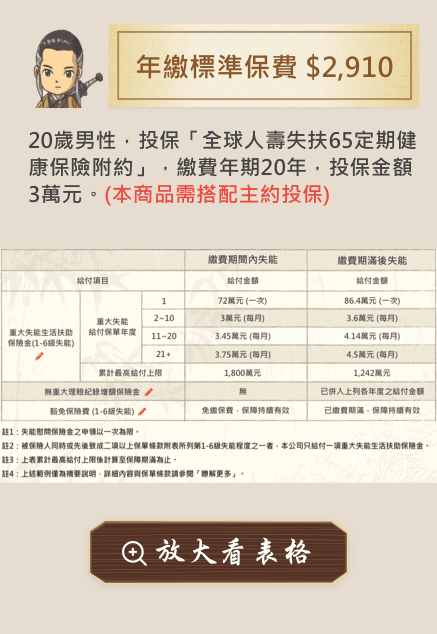 年繳標準保費 $2,910
20歲男性，投保「全球人壽失扶65定期健
康保險附約」，繳費年期20年，投保金額
3萬元。(本商品需搭配主約投保)
繳費期間內失能 繳費期滿後失能
給付項目 給付金額 給付金額
重大失能生活扶助保險金(1-6級失能) 重大失能給付保單年度 1 72萬元 (一次) 86.4萬元 (一次)
2~10 3萬元 (每月) 3.6萬元 (每月)
11~20 3.45萬元 (每月) 4.14萬元 (每月)
21+ 3.75萬元 (每月) 4.5萬元 (每月)
累計最高給付上限 1,800萬元 1,242萬元
無重大理賠紀錄增額保險金 無 已併入上列各年度之給付金額
豁免保險費 (1-6級失能) 免繳保費，保障持續有效 已繳費期滿，保障持續有效
註1：失能慰問保險金之申領以一次為限。
註2：被保險人同時或先後致成二項以上保單條款附表所列第1-6級失能程度之一者，本公司只給付一項重大失能生活扶助保險金。
註3：上表累計最高給付上限係計算至保障期滿為止。
註4：上述範例僅為摘要說明，詳細內容與保單條款請參閱「瞭解更多」。
放大看表格